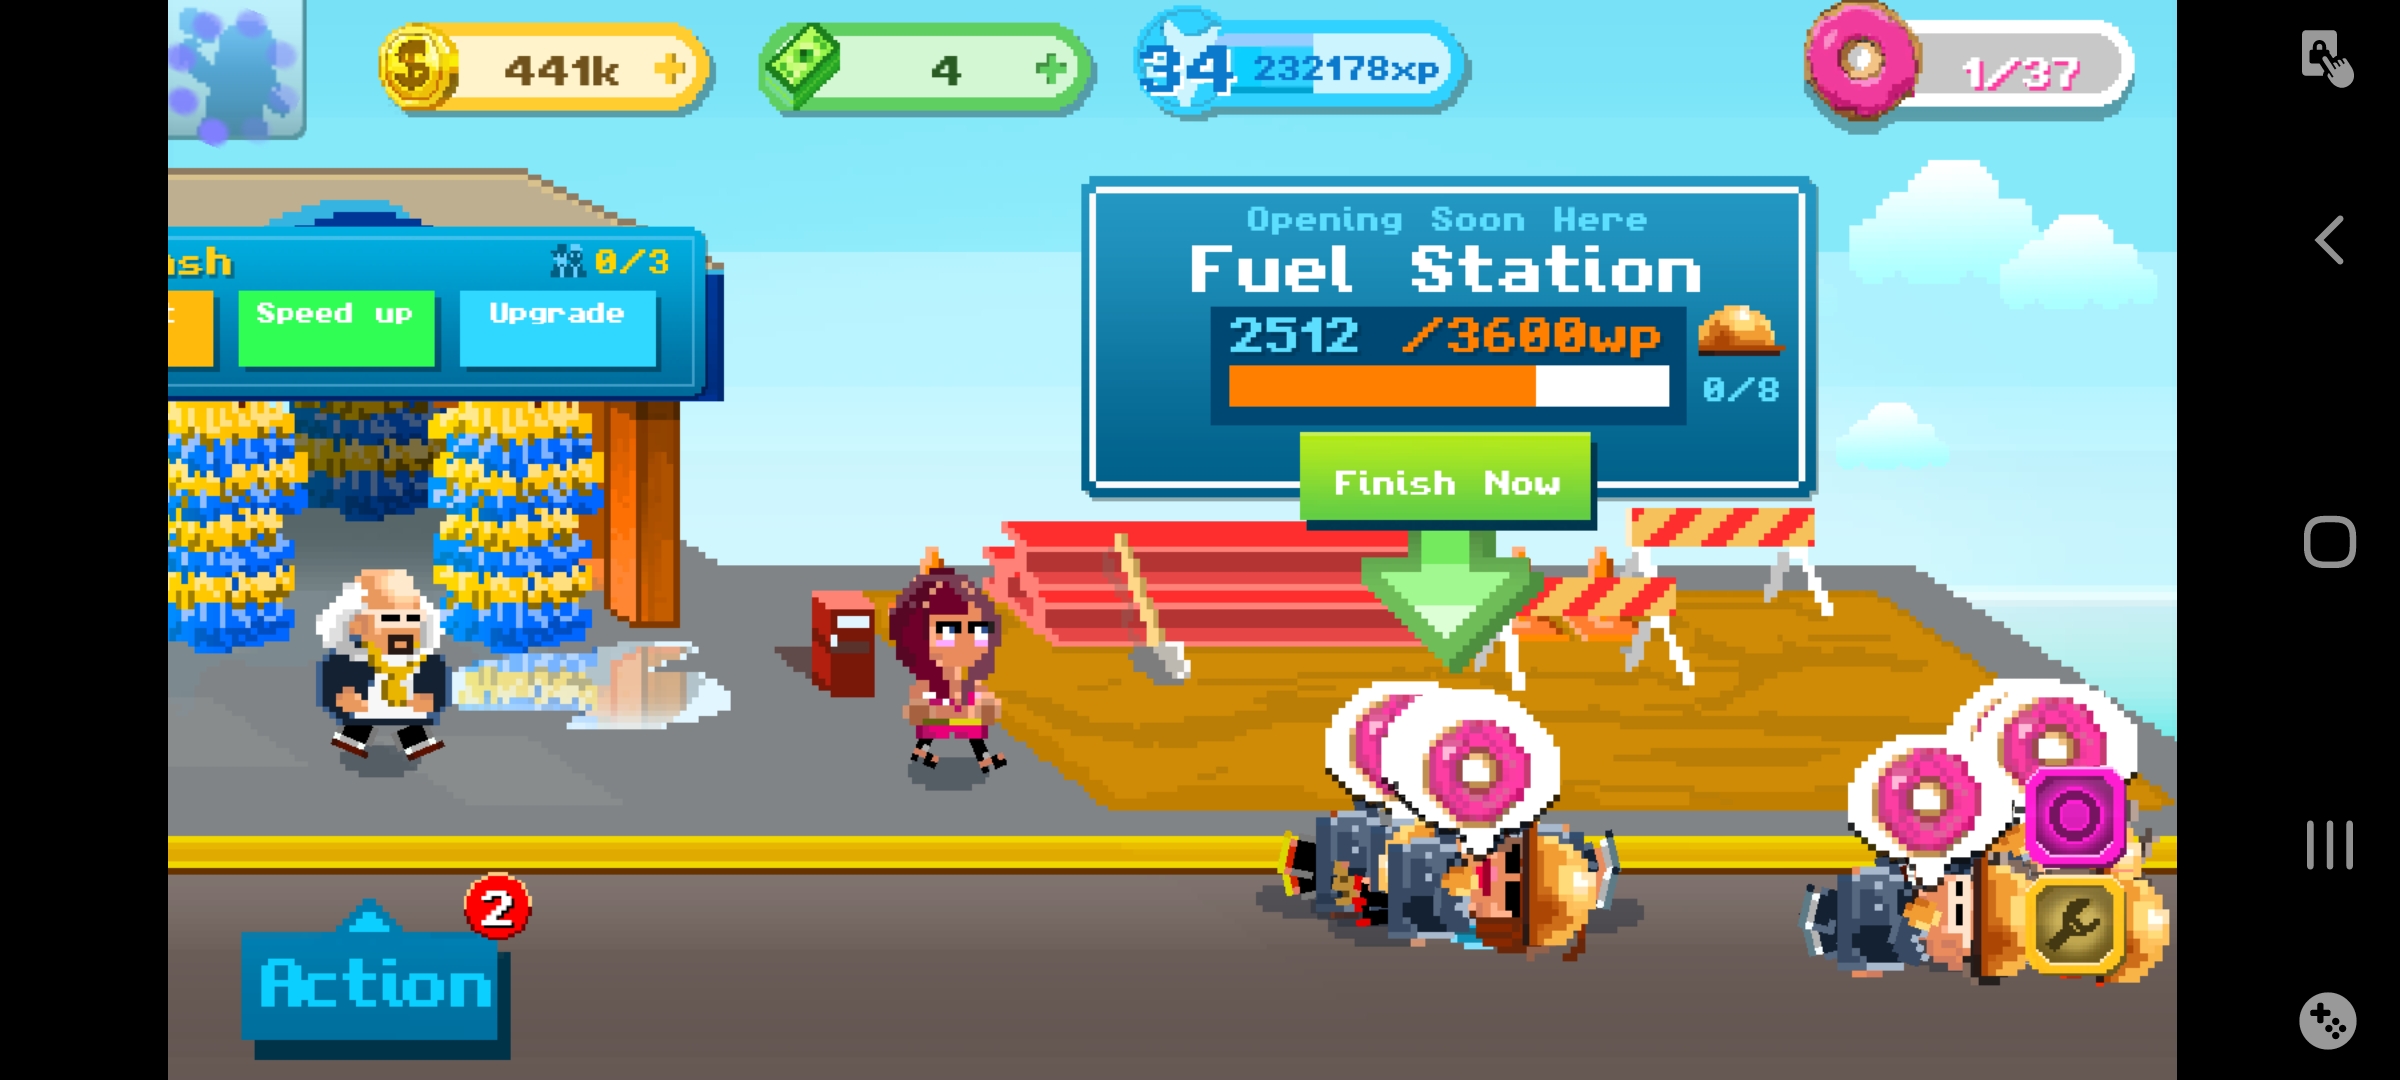 441k
4
34 232178xp
1/37
ash
0/3
Speed up
Upgrade
Opening Soon Here
Fuel Station
2512 /3600wp
0/8
Finish Now
2
Action